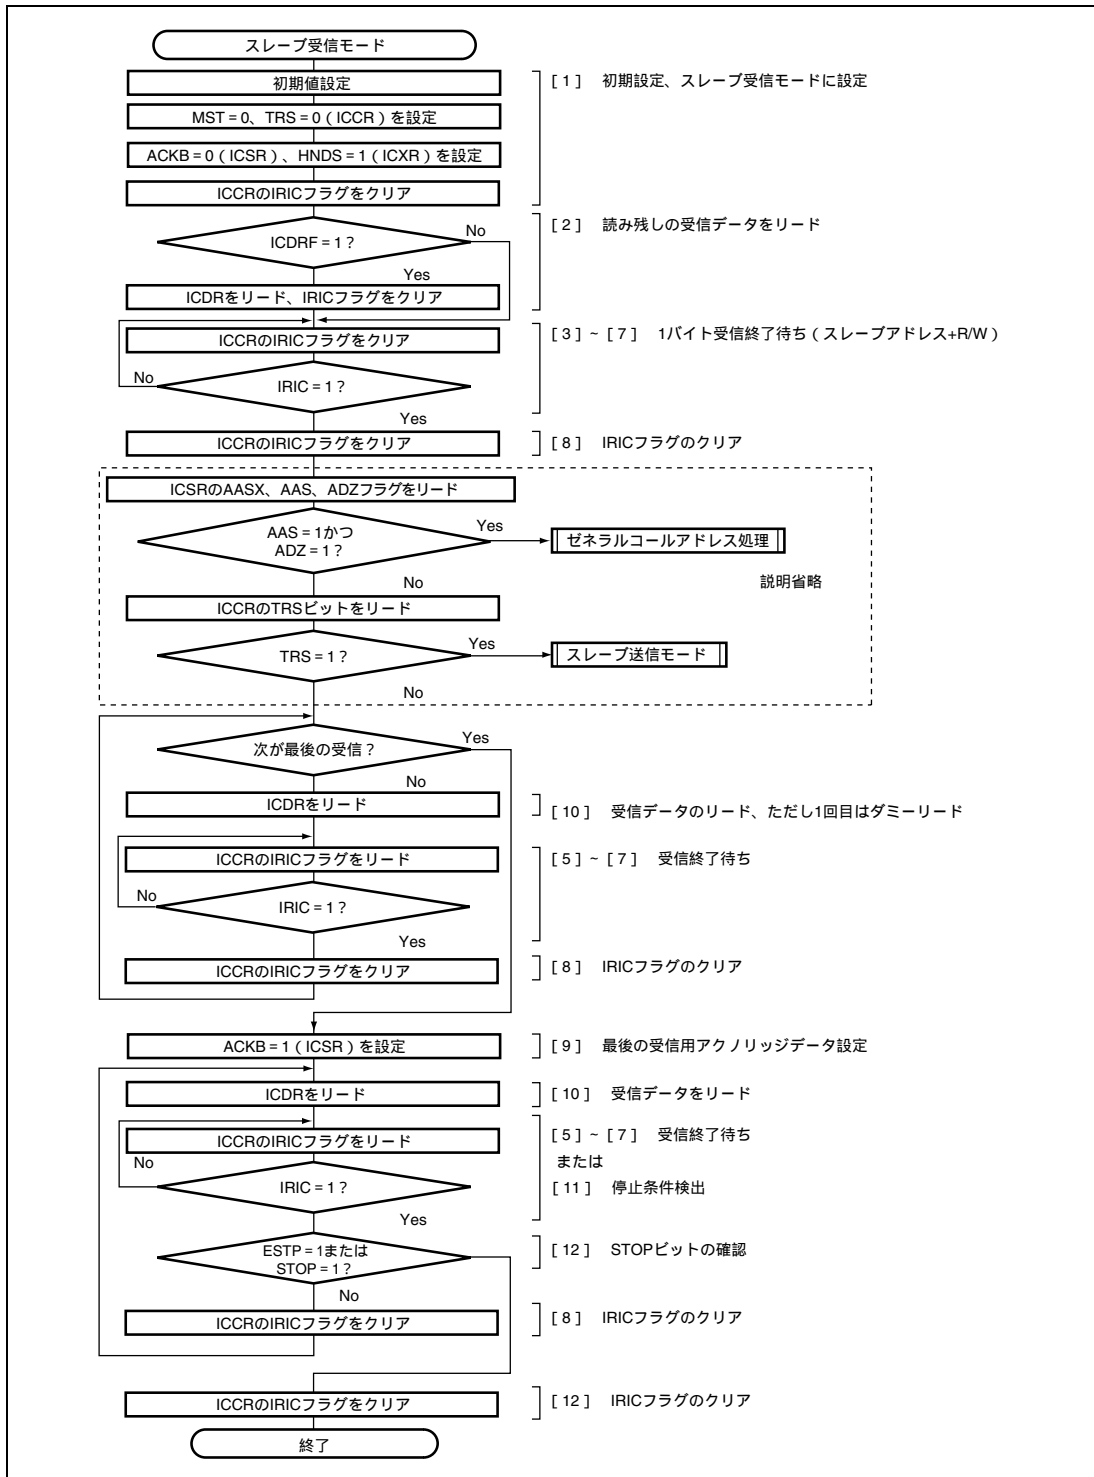 スレーブ受信モード
初期値設定
[1] 初期設定、スレーブ受信モードに設定
MST = 0、TRS = 0(ICCR)を設定
ACKB = 0(ICSR)、HNDS = 1(ICXR)を設定
ICCRのIRICフラグをクリア
[2] 読み残しの受信データをリード
No
ICDRF = 1?
Yes
ICDRをリード、IRICフラグをクリア
ICCRのIRICフラグをクリア
[3] ~ [7] 1バイト受信終了待ち(スレーブアドレス+R/W)
No
IRIC = 1?
Yes
ICCRのIRICフラグをクリア
[8] IRICフラグのクリア
ICSRのAASX、AAS、ADZフラグをリード
AAS = 1かつ
ADZ = 1?
Yes
ゼネラルコールアドレス処理
No
説明省略
ICCRのTRSビットをリード
TRS = 1?
Yes
スレーブ送信モード
No
次が最後の受信?
Yes
No
ICDRをリード
[10] 受信データのリード、ただし1回目はダミーリード
ICCRのIRICフラグをリード
[5] ~ [7] 受信終了待ち
No
IRIC = 1?
Yes
ICCRのIRICフラグをクリア
[8] IRICフラグのクリア
ACKB = 1(ICSR)を設定
[9] 最後の受信用アクノリッジデータ設定
ICDRをリード
[10] 受信データをリード
ICCRのIRICフラグをリード
[5] ~ [7] 受信終了待ち
または
No
IRIC = 1?
[11] 停止条件検出
Yes
ESTP = 1または
STOP = 1?
[12] STOPビットの確認
No
ICCRのIRICフラグをクリア
[8] IRICフラグのクリア
ICCRのIRICフラグをクリア
[12] IRICフラグのクリア
終了